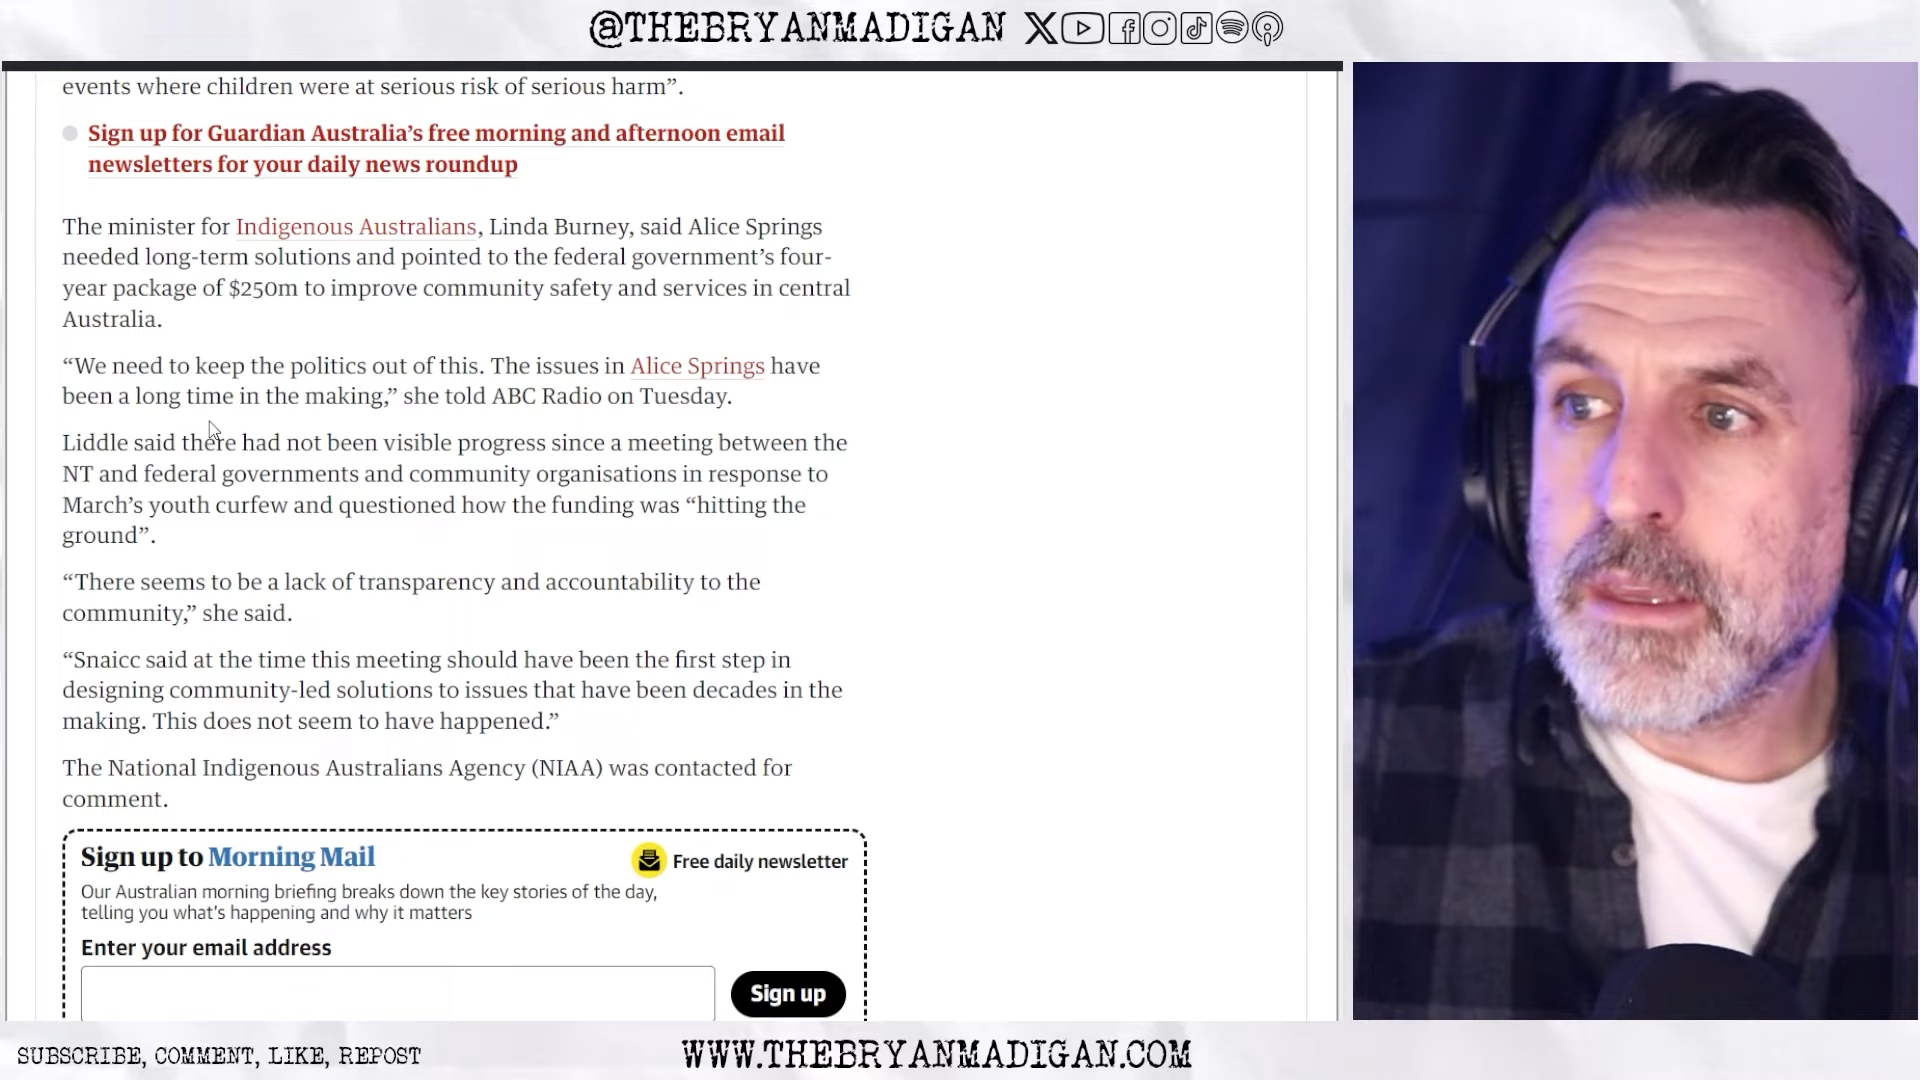 @THEBRYANMADIGAN
events where children were at serious risk of serious harm”.
Sign up for Guardian Australia’s free morning and afternoon email
newsletters for your daily news roundup
The minister for Indigenous Australians, Linda Burney, said Alice Springs
needed long-term solutions and pointed to the federal government’s four-
year package of $250m to improve community safety and services in central
Australia.
“We need to keep the politics out of this. The issues in Alice Springs have
been a long time in the making,” she told ABC Radio on Tuesday.
Liddle said there had not been visible progress since a meeting between the
NT and federal governments and community organisations in response to
March’s youth curfew and questioned how the funding was “hitting the
ground”.
“There seems to be a lack of transparency and accountability to the
community,” she said.
“Snaicc said at the time this meeting should have been the first step in
designing community-led solutions to issues that have been decades in the
making. This does not seem to have happened.”
The National Indigenous Australians Agency (NIAA) was contacted for
comment.
Sign up to Morning Mail
Free daily newsletter
Our Australian morning briefing breaks down the key stories of the day,
telling you what’s happening and why it matters
Enter your email address
Sign up
SUBSCRIBE, COMMENT, LIKE, REPOST
WWW.THEBRYANMADIGAN.COM